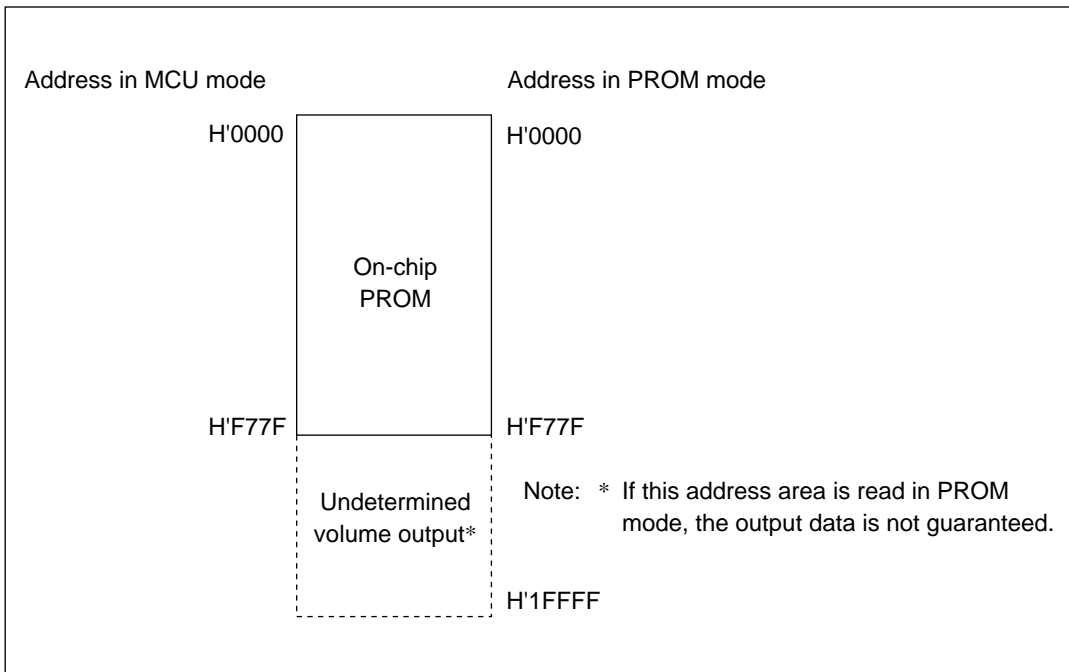 Address in MCU mode
Address in PROM mode
H'0000
H'0000
On-chip
PROM
H'F77F
H'F77F
Undetermined
volume output*
Note: * If this address area is read in PROM
mode, the output data is not guaranteed.
H'1FFFF